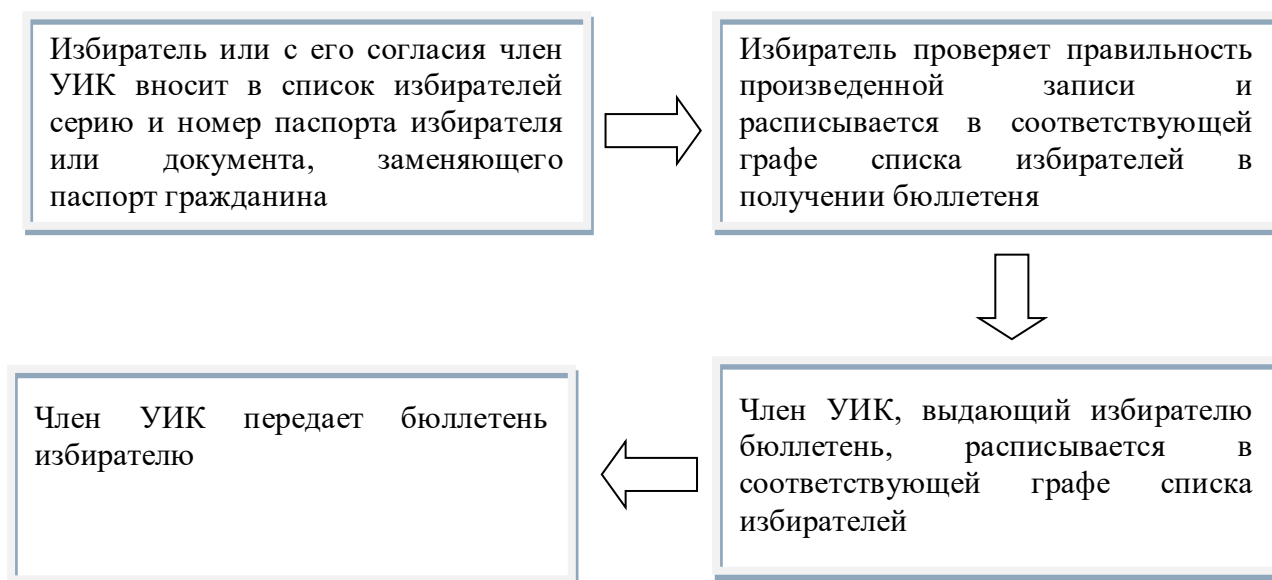 Избиратель или с его согласия член
УИК вносит в список избирателей
серию и номер паспорта избирателя
или документа, заменяющего
паспорт гражданина
Избиратель проверяет правильность
произведенной записи и
расписывается в соответствующей
графе списка избирателей в
получении бюллетеня
Член УИК, выдающий избирателю
бюллетень, расписывается в
соответствующей графе списка
избирателей
Член УИК передает бюллетень
избирателю